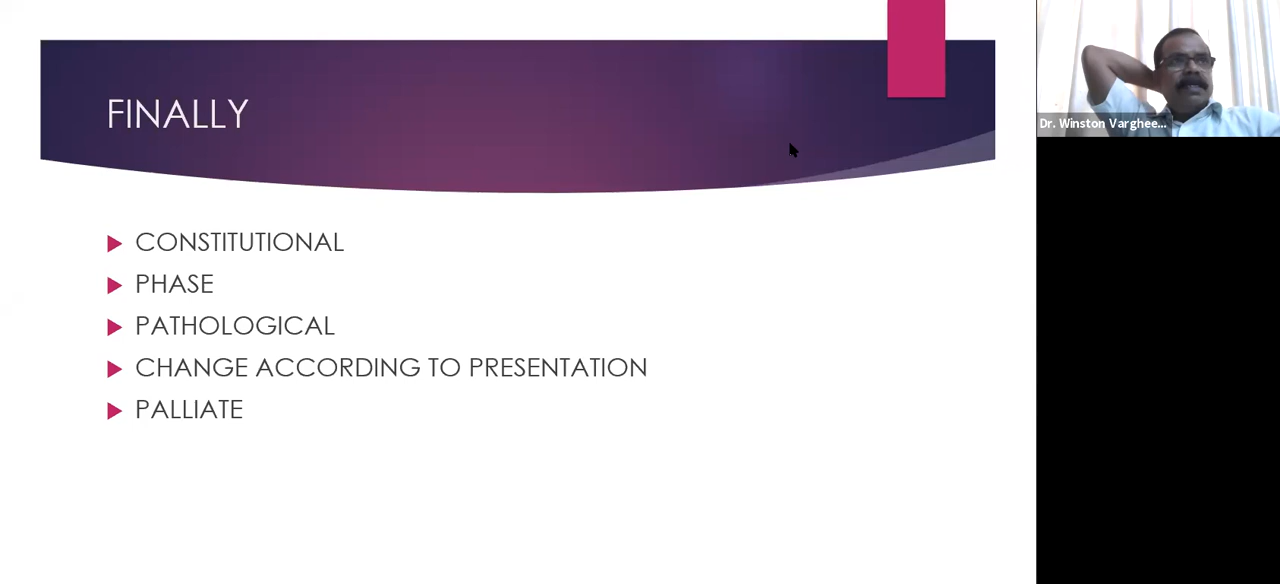 FINALLY
CONSTITUTIONAL
PHASE
PATHOLOGICAL
CHANGE ACCORDING TO PRESENTATION
PALLIATE
Dr. Winston Varghee...